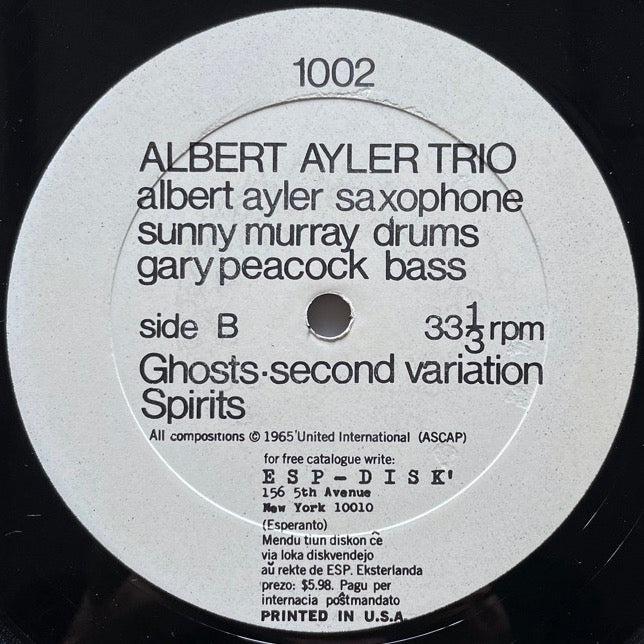 1002
ALBERT AYLER TRIO
albert ayler saxophone
sunny murray drums
gary peacock bass
side B 33 1/3 rpm
Ghosts·second variation
Spirits
All compositions © 1965 United International (ASCAP)
for free catalogue write:
ESP-DISK'
156 5th Avenue
New York 10010
(Esperanto)
Mendu tiun diskon ĉe
via loka diskvendejo
aŭ rekte de ESP. Eksterlanda
prezo: $5.98. Pagu per
internacia poŝtmandato
PRINTED IN U.S.A.